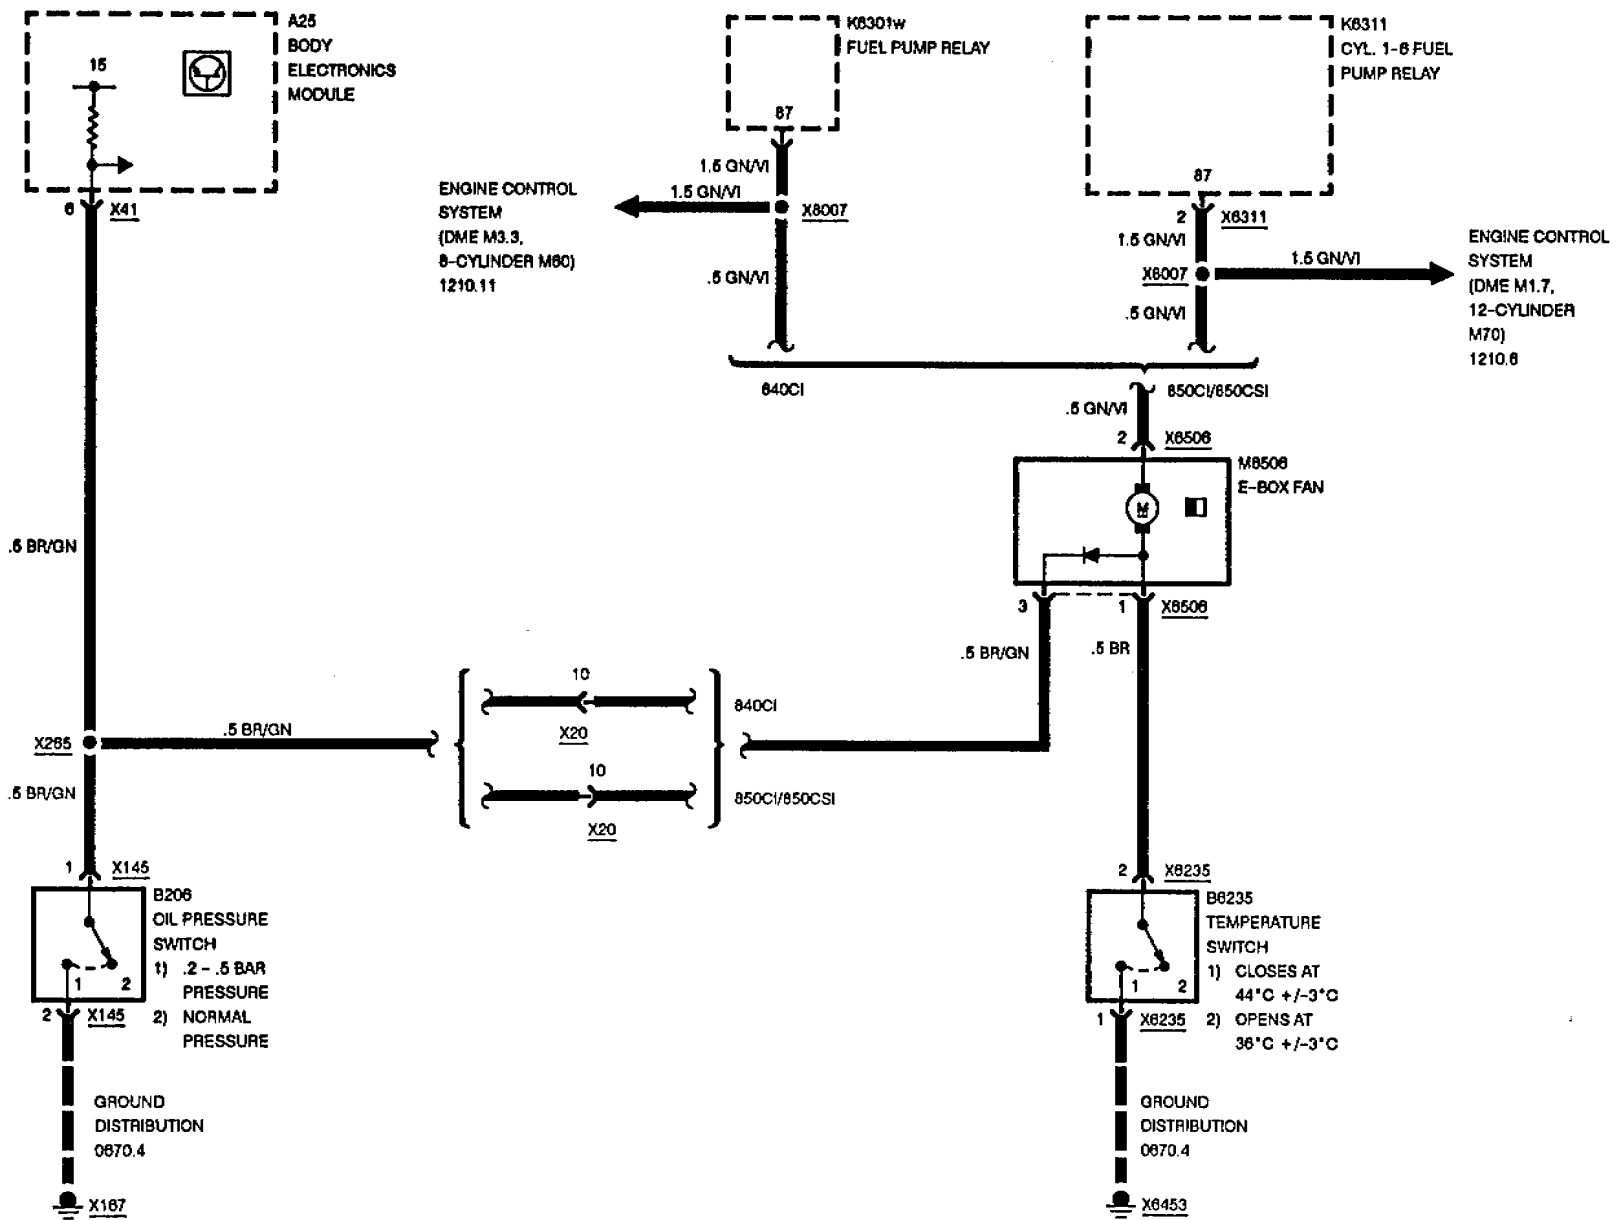 A25
BODY
ELECTRONICS
MODULE
15
6
X41
K6301w
FUEL PUMP RELAY
87
1.5 GN/VI
1.5 GN/VI
X6007
.5 GN/VI
ENGINE CONTROL
SYSTEM
(DME M3.3,
8-CYLINDER M60)
1210.11
K6311
CYL. 1-6 FUEL
PUMP RELAY
87
2
X6311
1.5 GN/VI
X6007
1.5 GN/VI
.5 GN/VI
ENGINE CONTROL
SYSTEM
(DME M1.7,
12-CYLINDER
M70)
1210.6
840CI
850CI/850CSI
.5 GN/VI
2
X6506
M6506
E-BOX FAN
M
3
1
X6506
.5 BR/GN
.5 BR/GN
.5 BR
X265
.5 BR/GN
10
X20
840CI
10
X20
850CI/850CSI
.5 BR/GN
1
X145
B206
OIL PRESSURE
SWITCH
1) .2 - .5 BAR
PRESSURE
2) NORMAL
PRESSURE
1
2
2
X145
GROUND
DISTRIBUTION
0670.4
X167
2
X6235
B6235
TEMPERATURE
SWITCH
1) CLOSES AT
44°C +/-3°C
2) OPENS AT
36°C +/-3°C
1
2
1
X6235
GROUND
DISTRIBUTION
0670.4
X6453